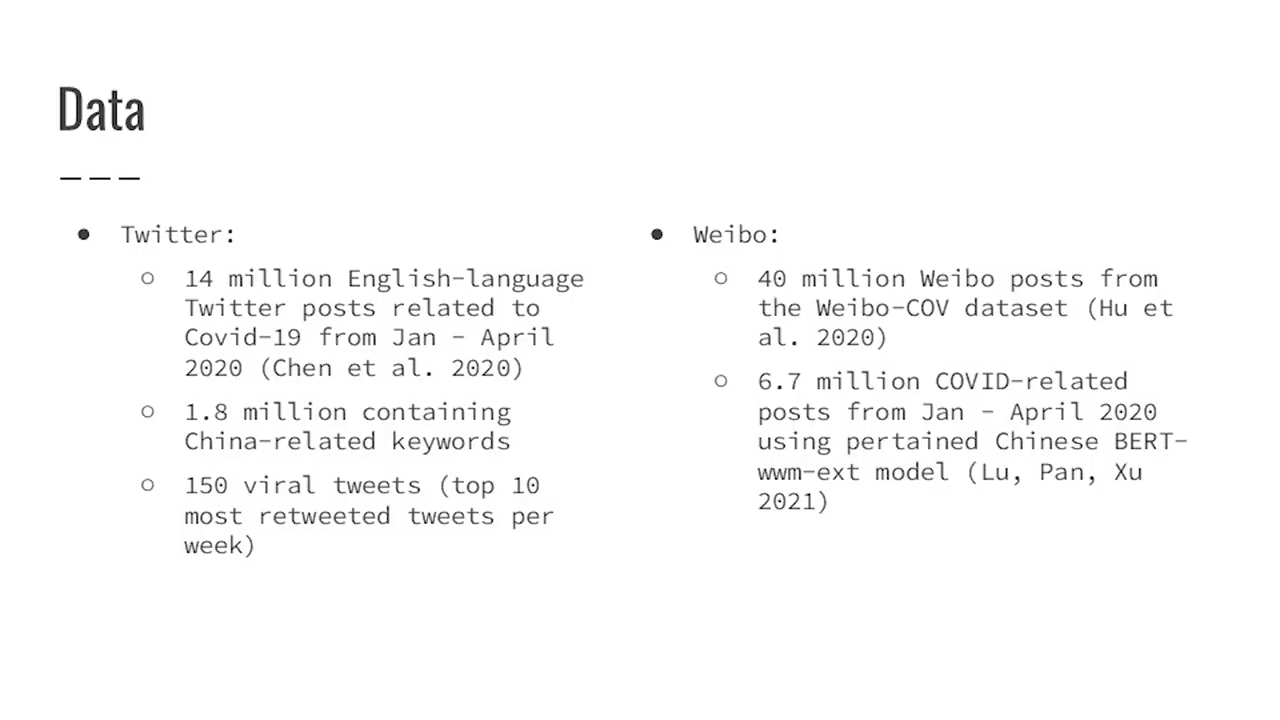 Data
● Twitter:
○ 14 million English-language
Twitter posts related to
Covid-19 from Jan - April
2020 (Chen et al. 2020)
○ 1.8 million containing
China-related keywords
○ 150 viral tweets (top 10
most retweeted tweets per
week)
● Weibo:
○ 40 million Weibo posts from
the Weibo-COV dataset (Hu et
al. 2020)
○ 6.7 million COVID-related
posts from Jan - April 2020
using pertained Chinese BERT-
wwm-ext model (Lu, Pan, Xu
2021)